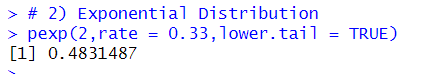 > # 2) Exponential Distribution
> pexp(2,rate = 0.33,lower.tail = TRUE)
[1] 0.4831487